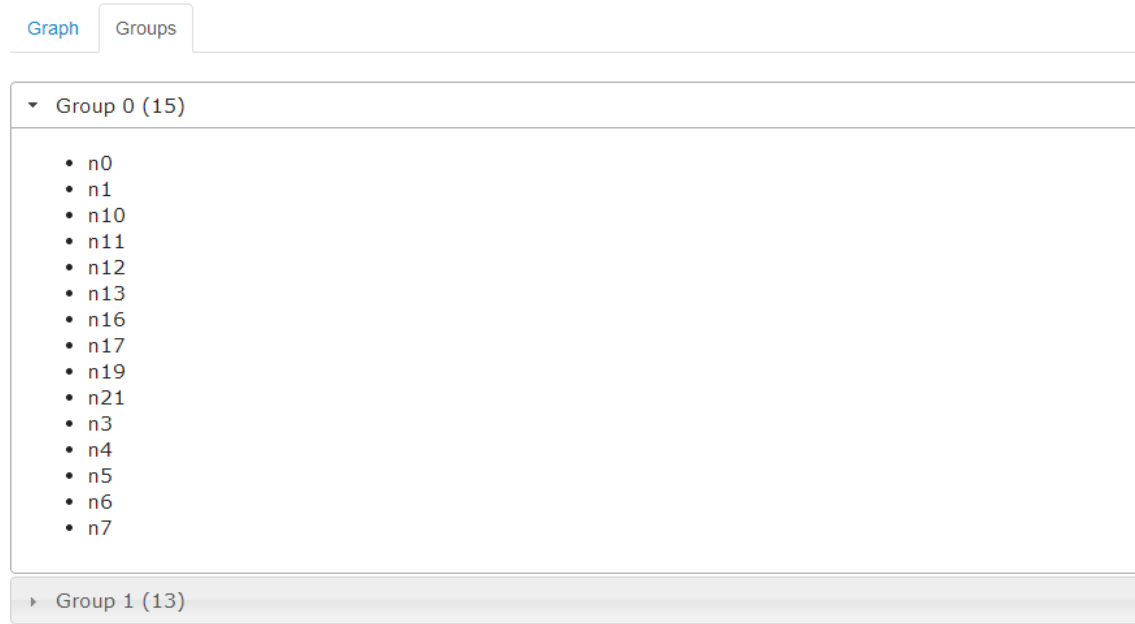 Graph Groups
Group 0 (15)
n0
n1
n10
n11
n12
n13
n16
n17
n19
n21
n3
n4
n5
n6
n7
Group 1 (13)